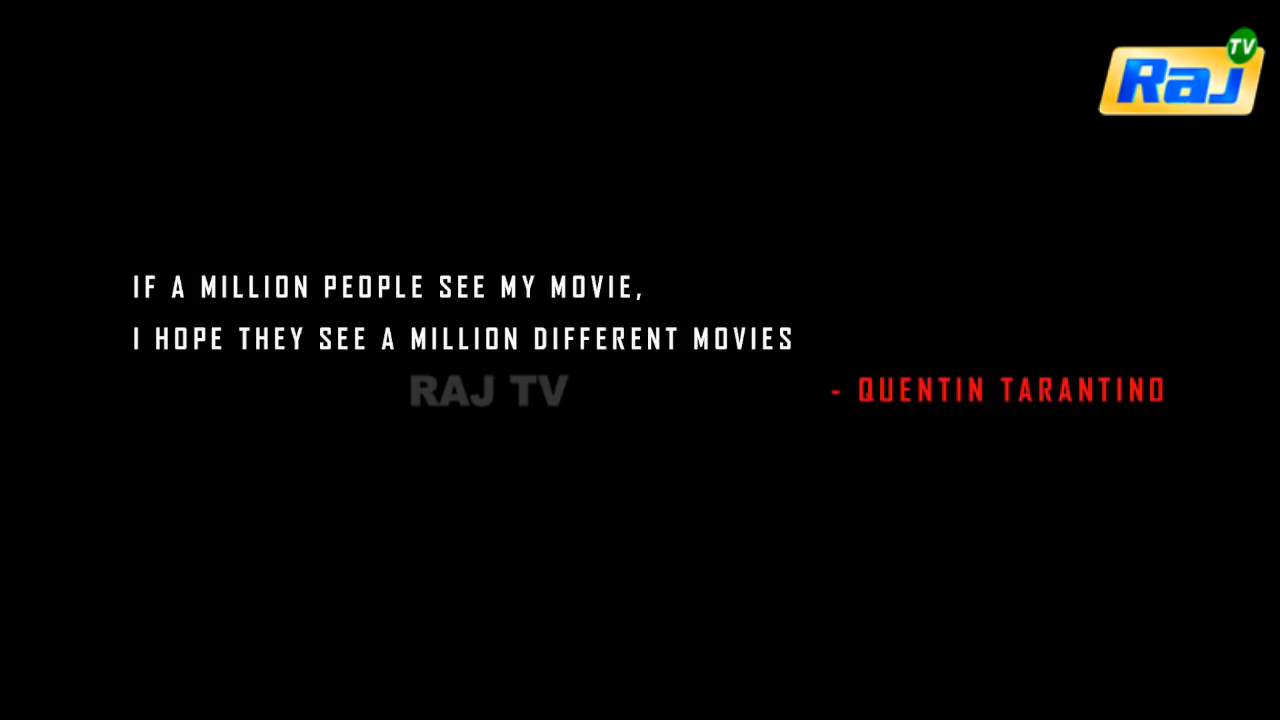 TV
Raj
IF A MILLION PEOPLE SEE MY MOVIE,
I HOPE THEY SEE A MILLION DIFFERENT MOVIES
RAJ TV
- QUENTIN TARANTINO